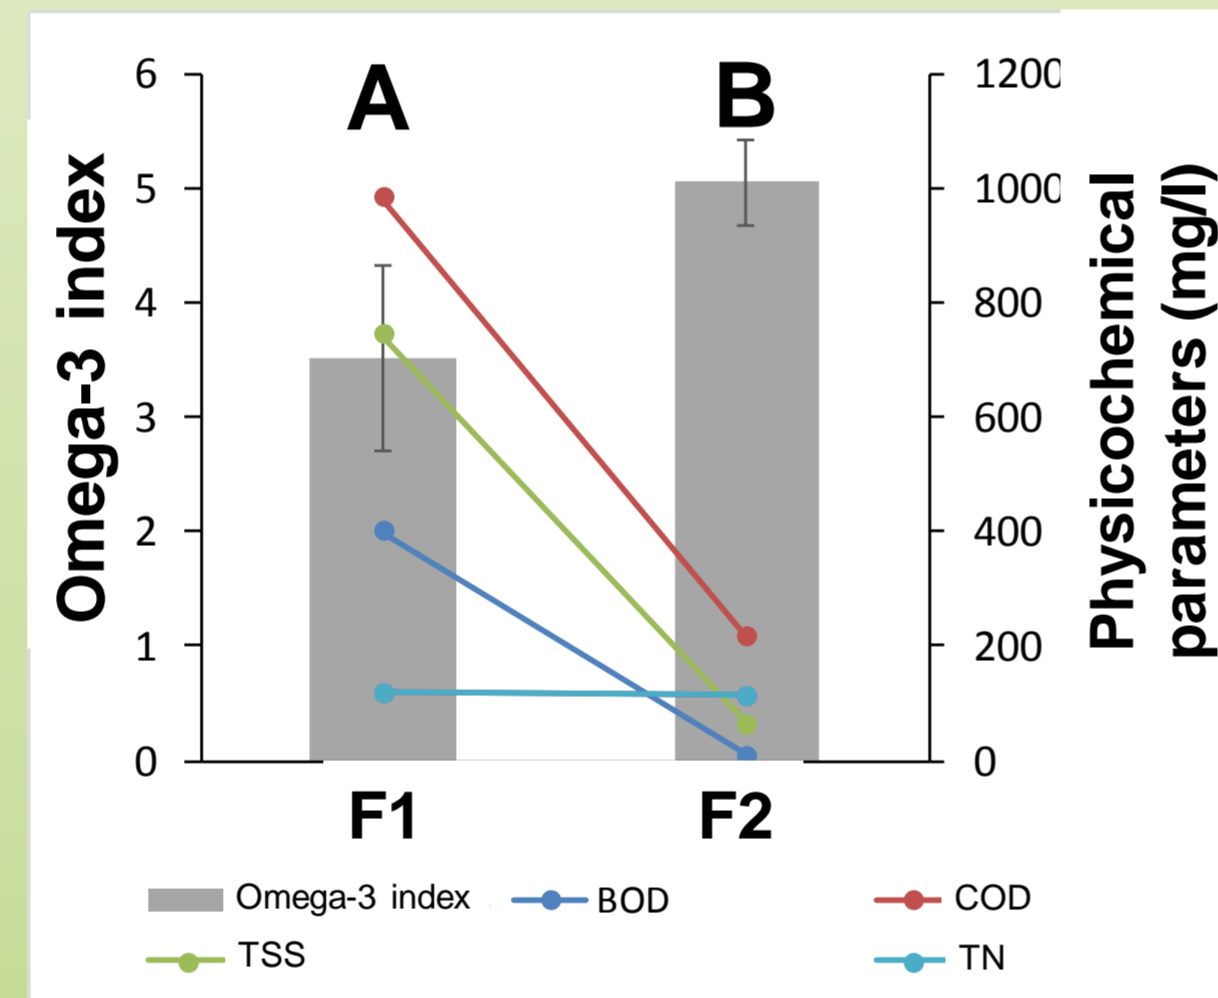 A
B
6
5
4
3
2
1
0
Omega-3 index
1200
1000
800
600
400
200
0
Physicochemical
parameters (mg/l)
F1
F2
Omega-3 index
BOD
COD
TSS
TN